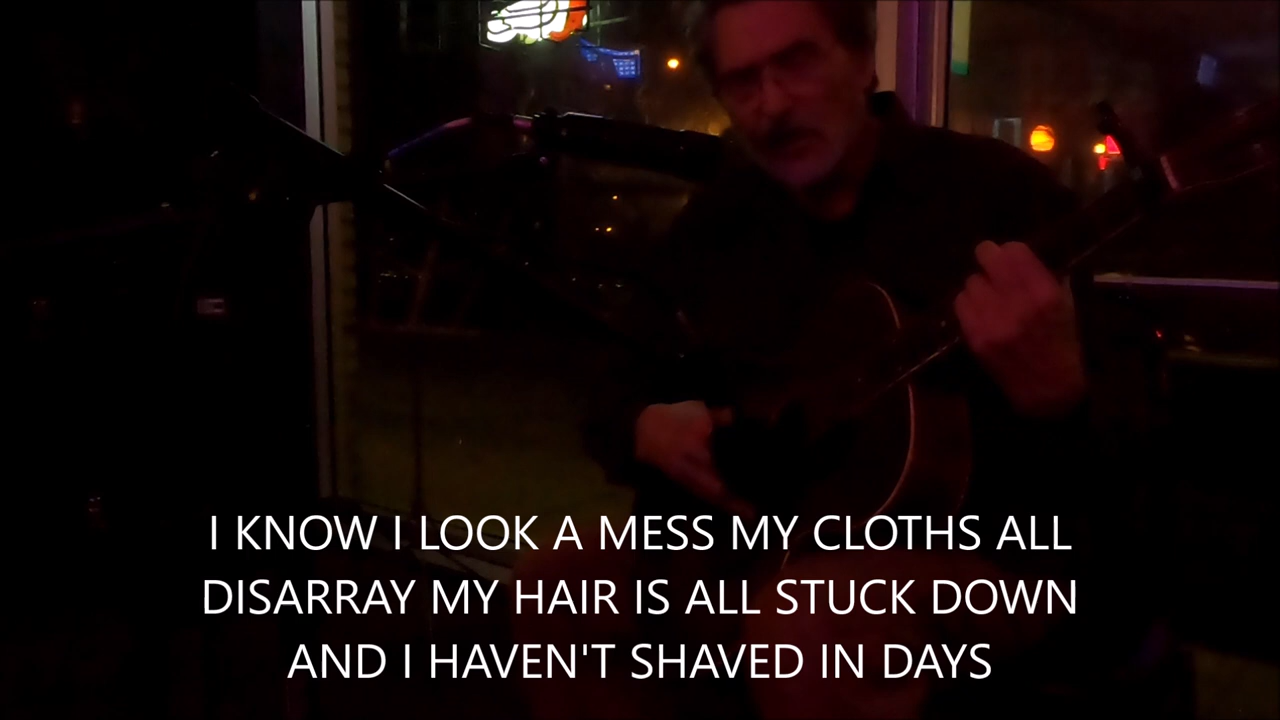 I KNOW I LOOK A MESS MY CLOTHS ALL
DISARRAY MY HAIR IS ALL STUCK DOWN
AND I HAVEN'T SHAVED IN DAYS